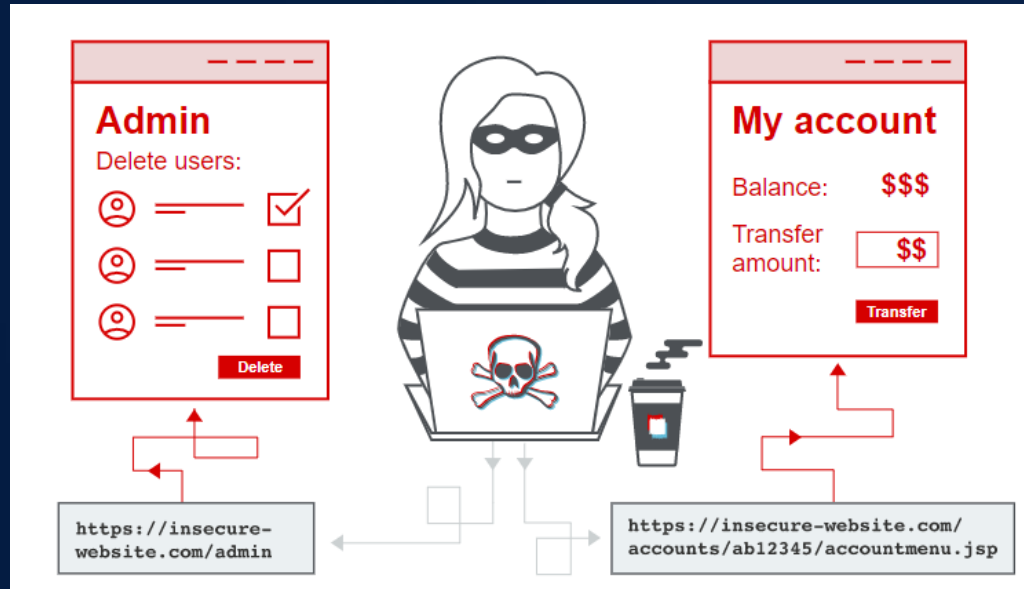 Admin
Delete users:
Delete
https://insecure-
website.com/admin
My account
Balance: $$$
Transfer
amount: $$
Transfer
https://insecure-website.com/
accounts/ab12345/accountmenu.jsp